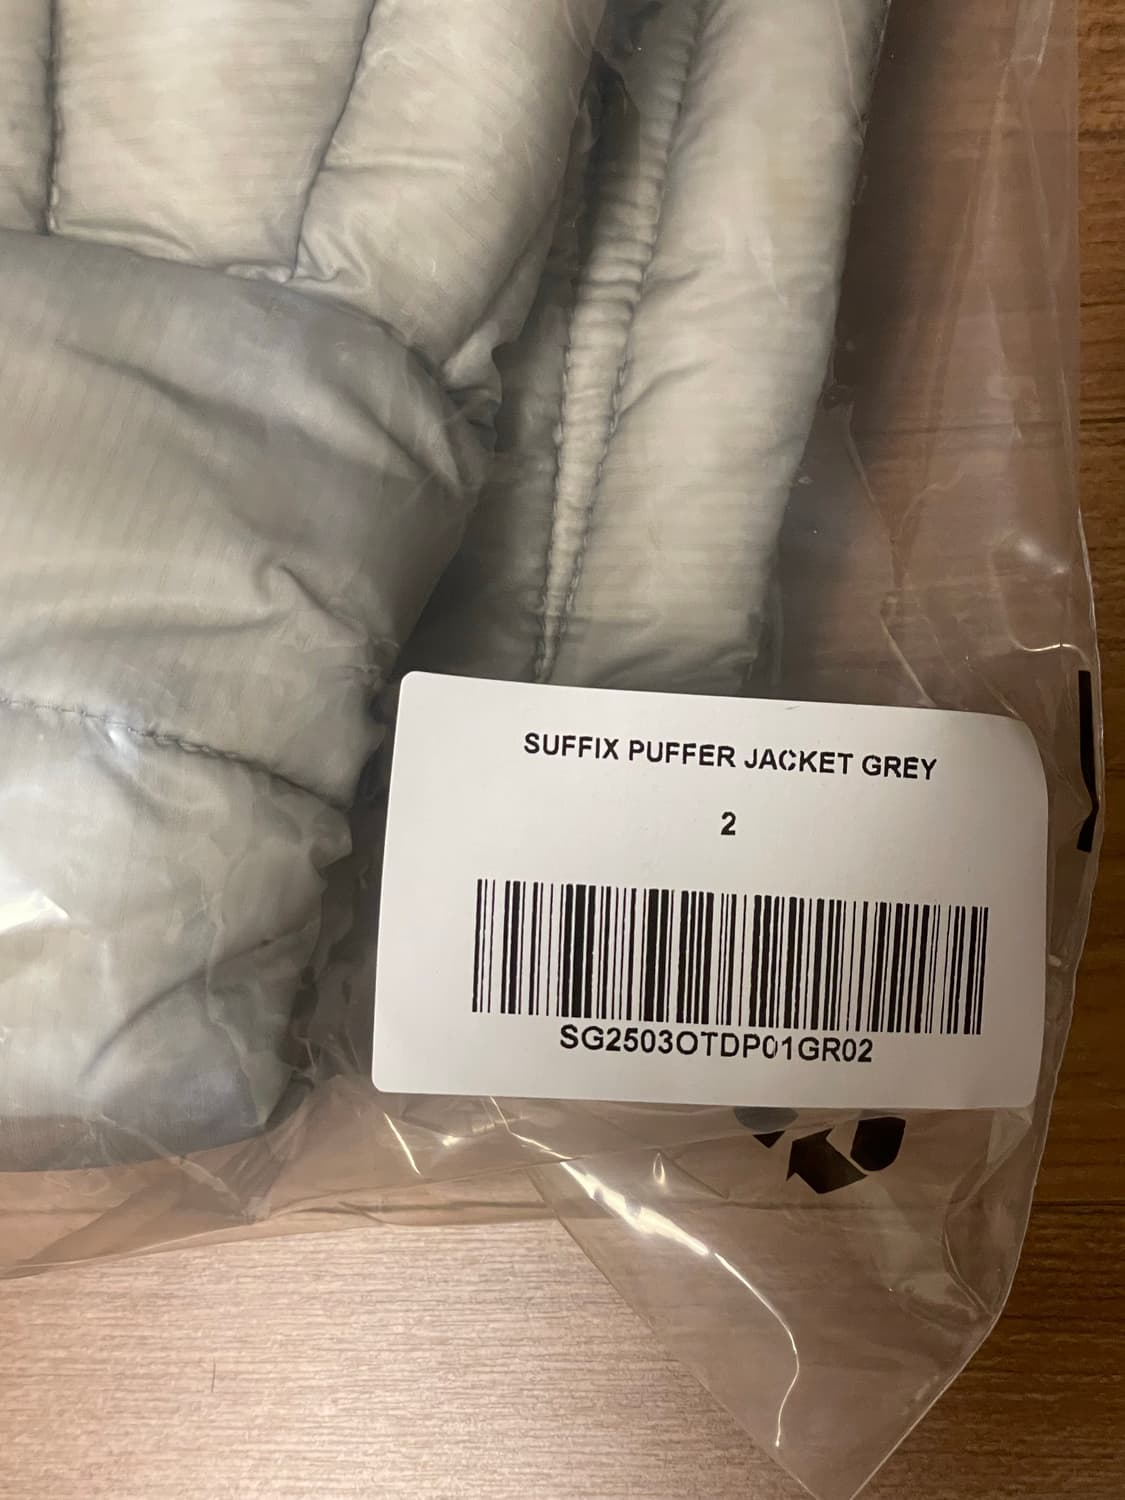 SUFFIX PUFFER JACKET GREY
2
SG2503OTDP01GR02